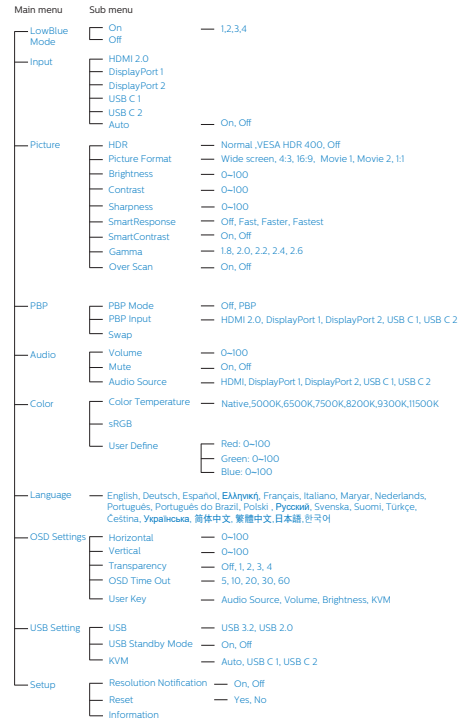 Main menu Sub menu
LowBlue Mode
On 1,2,3,4
Off
Input
HDMI 2.0
DisplayPort 1
DisplayPort 2
USB C 1
USB C 2
Auto On, Off
Picture
HDR Normal ,VESA HDR 400, Off
Picture Format Wide screen, 4:3, 16:9, Movie 1, Movie 2, 1:1
Brightness 0–100
Contrast 0–100
Sharpness 0–100
SmartResponse Off, Fast, Faster, Fastest
SmartContrast On, Off
Gamma 1.8, 2.0, 2.2, 2.4, 2.6
Over Scan On, Off
PBP
PBP Mode Off, PBP
PBP Input HDMI 2.0, DisplayPort 1, DisplayPort 2, USB C 1, USB C 2
Swap
Audio
Volume 0–100
Mute On, Off
Audio Source HDMI, DisplayPort 1, DisplayPort 2, USB C 1, USB C 2
Color
Color Temperature Native,5000K,6500K,7500K,8200K,9300K,11500K
sRGB
User Define Red: 0–100
Green: 0–100
Blue: 0–100
Language
English, Deutsch, Español, Ελληνική, Français, Italiano, Maryar, Nederlands,
Português, Português do Brazil, Polski , Русский, Svenska, Suomi, Türkçe,
Čeština, Українська, 简体中文, 繁體中文,日本語,한국어
OSD Settings
Horizontal 0–100
Vertical 0–100
Transparency Off, 1, 2, 3, 4
OSD Time Out 5, 10, 20, 30, 60
User Key Audio Source, Volume, Brightness, KVM
USB Setting
USB USB 3.2, USB 2.0
USB Standby Mode On, Off
KVM Auto, USB C 1, USB C 2
Setup
Resolution Notification On, Off
Reset Yes, No
Information